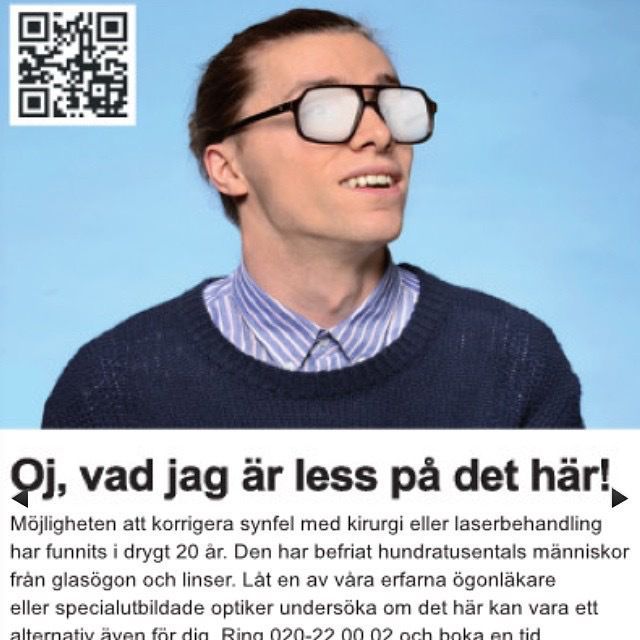 Oj, vad jag är less på det här!
Möjligheten att korrigera synfel med kirurgi eller laserbehandling
har funnits i drygt 20 år. Den har befriat hundratusentals människor
från glasögon och linser. Låt en av våra erfarna ögonläkare
eller specialutbildade optiker undersöka om det här kan vara ett
alternativ även för dig. Ring 020-22 00 02 och boka en tid